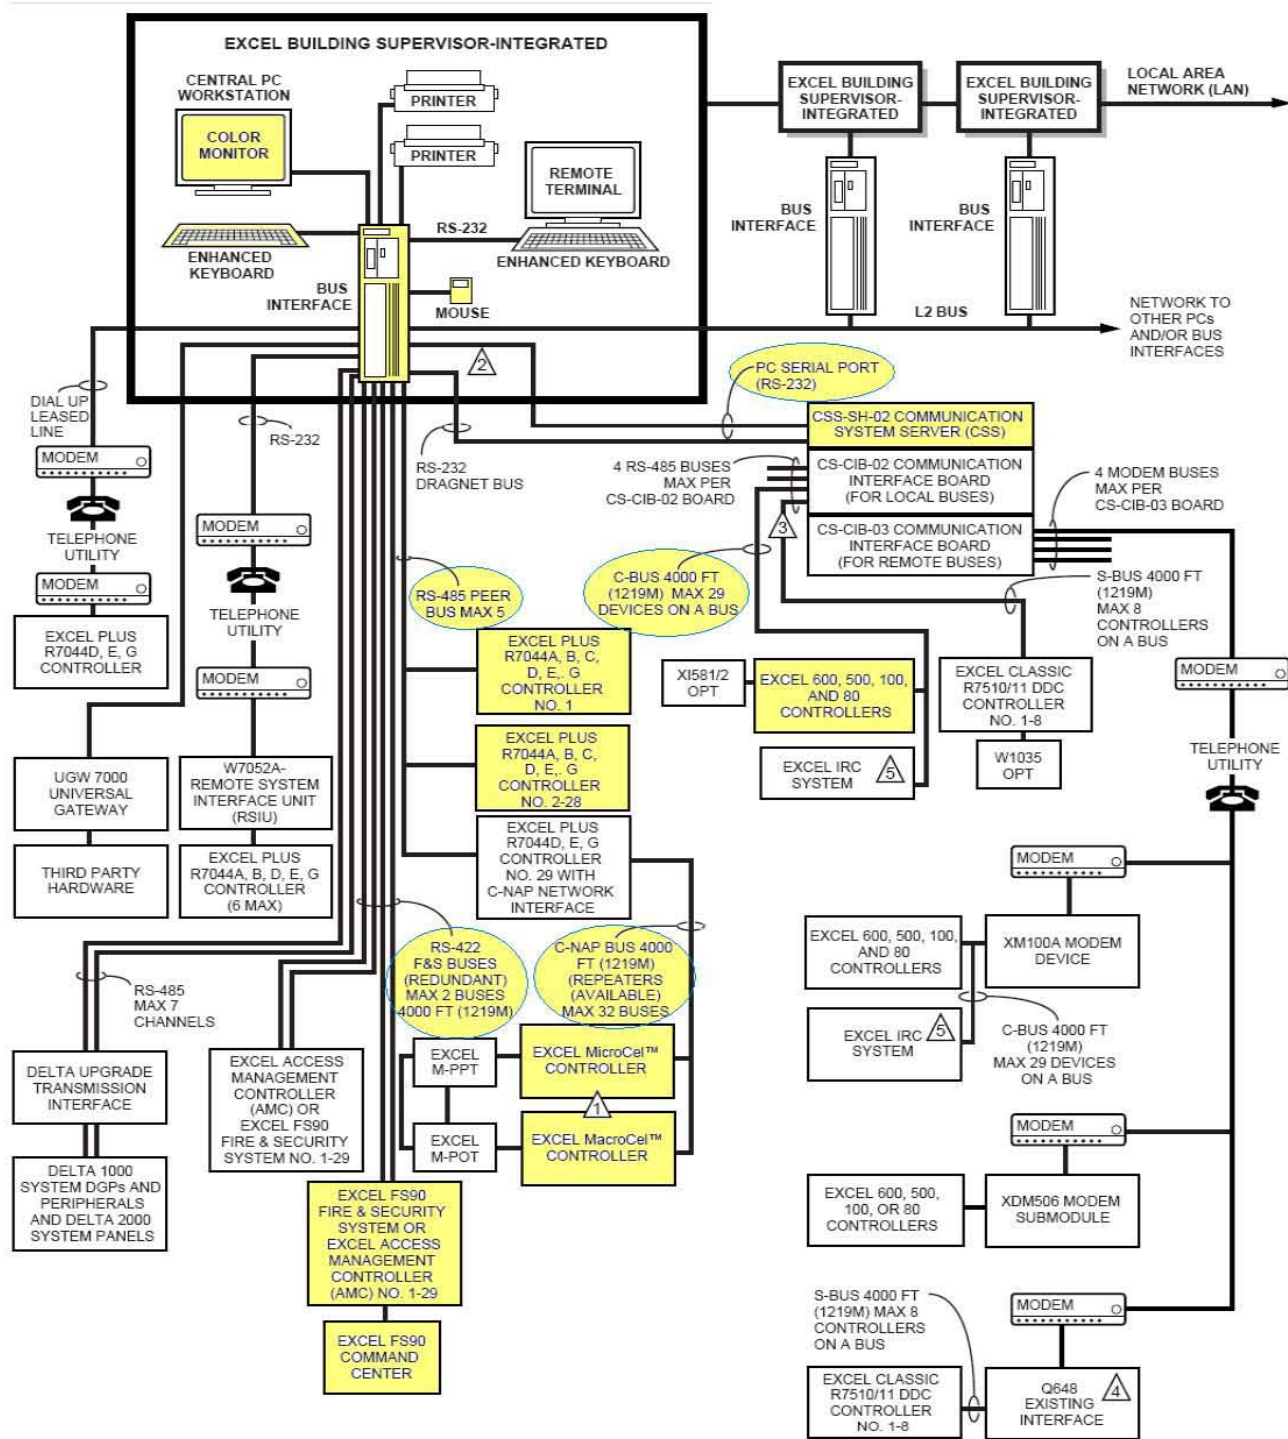 EXCEL BUILDING SUPERVISOR-INTEGRATED
CENTRAL PC
WORKSTATION
COLOR
MONITOR
PRINTER
PRINTER
REMOTE
TERMINAL
RS-232
ENHANCED
KEYBOARD
ENHANCED KEYBOARD
BUS
INTERFACE
MOUSE
2
EXCEL BUILDING
SUPERVISOR-
INTEGRATED
EXCEL BUILDING
SUPERVISOR-
INTEGRATED
LOCAL AREA
NETWORK (LAN)
BUS
INTERFACE
BUS
INTERFACE
L2 BUS
NETWORK TO
OTHER PCs
AND/OR BUS
INTERFACES
DIAL UP
LEASED
LINE
MODEM
TELEPHONE
UTILITY
MODEM
EXCEL PLUS
R7044D, E, G
CONTROLLER
RS-232
MODEM
TELEPHONE
UTILITY
MODEM
W7052A-
REMOTE SYSTEM
INTERFACE UNIT
(RSIU)
EXCEL PLUS
R7044A, B, D, E, G
CONTROLLER
(6 MAX)
UGW 7000
UNIVERSAL
GATEWAY
THIRD PARTY
HARDWARE
RS-232
DRAGNET BUS
PC SERIAL PORT
(RS-232)
CSS-SH-02 COMMUNICATION
SYSTEM SERVER (CSS)
CS-CIB-02 COMMUNICATION
INTERFACE BOARD
(FOR LOCAL BUSES)
CS-CIB-03 COMMUNICATION
INTERFACE BOARD
(FOR REMOTE BUSES)
4 RS-485 BUSES
MAX PER
CS-CIB-02 BOARD
3
4 MODEM BUSES
MAX PER
CS-CIB-03 BOARD
RS-485 PEER
BUS MAX 5
C-BUS 4000 FT
(1219M) MAX 29
DEVICES ON A BUS
S-BUS 4000 FT
(1219M)
MAX 8
CONTROLLERS
ON A BUS
EXCEL PLUS
R7044A, B, C,
D, E,. G
CONTROLLER
NO. 1
EXCEL PLUS
R7044A, B, C,
D, E,. G
CONTROLLER
NO. 2-28
EXCEL PLUS
R7044D, E, G
CONTROLLER
NO. 29 WITH
C-NAP NETWORK
INTERFACE
XI581/2
OPT
EXCEL 600, 500, 100,
AND 80
CONTROLLERS
EXCEL IRC
SYSTEM
5
EXCEL CLASSIC
R7510/11 DDC
CONTROLLER
NO. 1-8
W1035
OPT
MODEM
TELEPHONE
UTILITY
MODEM
EXCEL 600, 500, 100,
AND 80
CONTROLLERS
XM100A MODEM
DEVICE
EXCEL IRC
SYSTEM
5
C-BUS 4000 FT
(1219M)
MAX 29 DEVICES
ON A BUS
RS-422
F&S BUSES
(REDUNDANT)
MAX 2 BUSES
4000 FT (1219M)
C-NAP BUS 4000
FT (1219M)
(REPEATERS
(AVAILABLE)
MAX 32 BUSES
RS-485
MAX 7
CHANNELS
DELTA UPGRADE
TRANSMISSION
INTERFACE
DELTA 1000
SYSTEM DGPs AND
PERIPHERALS
AND DELTA 2000
SYSTEM PANELS
EXCEL ACCESS
MANAGEMENT
CONTROLLER
(AMC) OR
EXCEL FS90
FIRE & SECURITY
SYSTEM NO. 1-29
EXCEL
M-PPT
EXCEL MicroCel™
CONTROLLER
1
EXCEL
M-POT
EXCEL MacroCel™
CONTROLLER
EXCEL FS90
FIRE & SECURITY
SYSTEM OR
EXCEL ACCESS
MANAGEMENT
CONTROLLER
(AMC) NO. 1-29
EXCEL FS90
COMMAND
CENTER
MODEM
EXCEL 600, 500,
100, OR 80
CONTROLLERS
XDM506 MODEM
SUBMODULE
S-BUS 4000 FT
(1219M) MAX 8
CONTROLLERS
ON A BUS
MODEM
EXCEL CLASSIC
R7510/11 DDC
CONTROLLER
NO. 1-8
Q648
EXISTING
INTERFACE
4